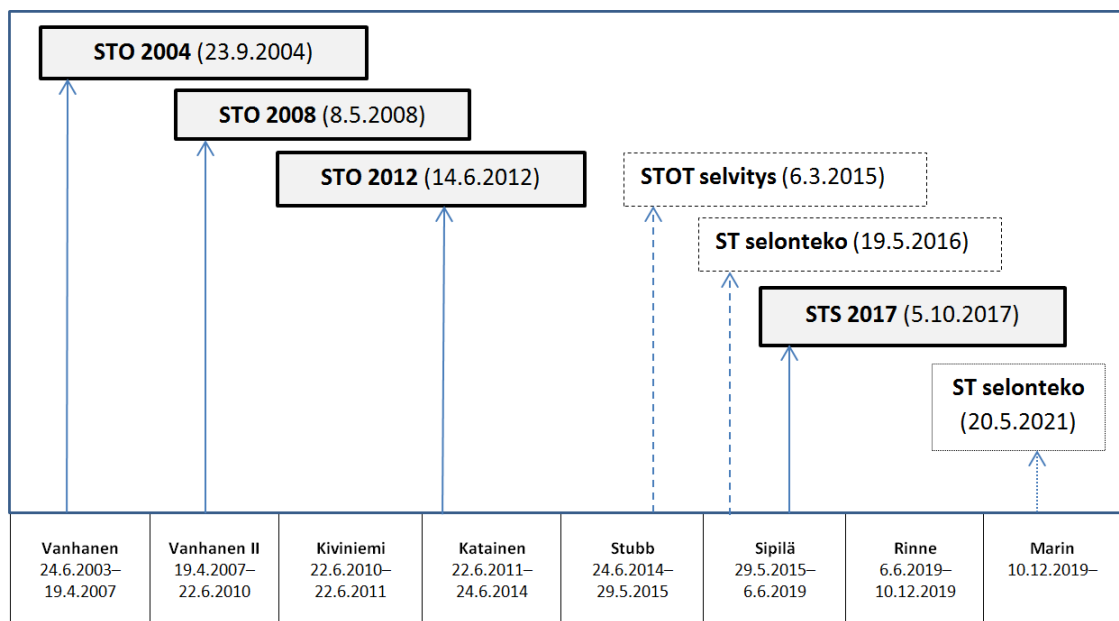 STO 2004 (23.9.2004)
STO 2008 (8.5.2008)
STO 2012 (14.6.2012)
STOT selvitys (6.3.2015)
ST selonteko (19.5.2016)
STS 2017 (5.10.2017)
ST selonteko
(20.5.2021)
Vanhanen
24.6.2003–
19.4.2007
Vanhanen II
19.4.2007–
22.6.2010
Kiviniemi
22.6.2010–
22.6.2011
Katainen
22.6.2011–
24.6.2014
Stubb
24.6.2014–
29.5.2015
Sipilä
29.5.2015–
6.6.2019
Rinne
6.6.2019–
10.12.2019
Marin
10.12.2019–